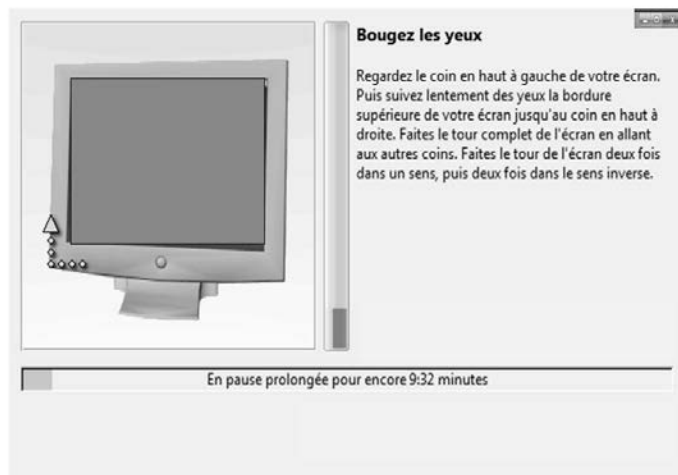 Bougez les yeux
Regardez le coin en haut à gauche de votre écran.
Puis suivez lentement des yeux la bordure
supérieure de votre écran jusqu'au coin en haut à
droite. Faites le tour complet de l'écran en allant
aux autres coins. Faites le tour de l'écran deux fois
dans un sens, puis deux fois dans le sens inverse.
En pause prolongée pour encore 9:32 minutes